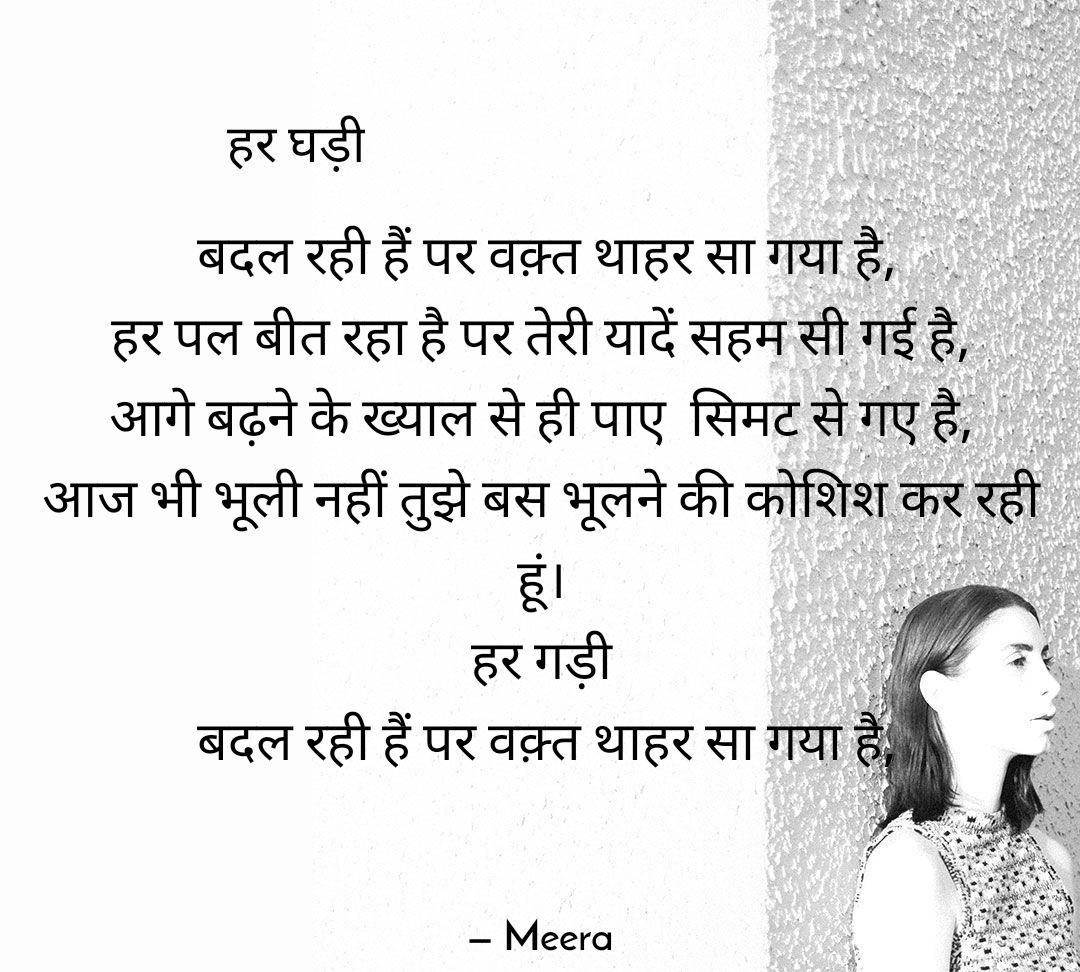 हर घड़ी
बदल रही हैं पर वक़्त थाहर सा गया है,
हर पल बीत रहा है पर तेरी यादें सहम सी गई है,
आगे बढ़ने के ख्याल से ही पाए  सिमट से गए है,
आज भी भूली नहीं तुझे बस भूलने की कोशिश कर रही
हूं।
हर गड़ी
बदल रही हैं पर वक़्त थाहर सा गया है,
– Meera